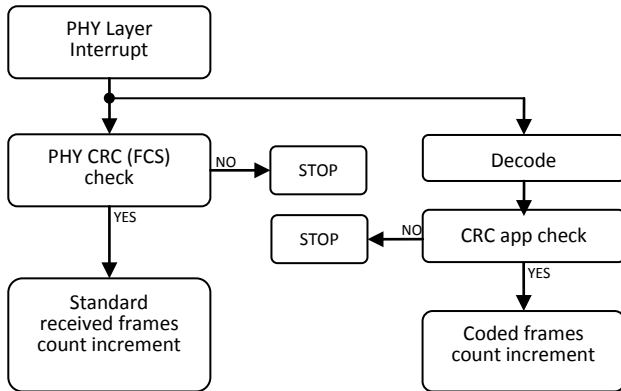 PHY Layer
Interrupt
PHY CRC (FCS)
check
NO
STOP
Decode
YES
STOP
NO
CRC app check
YES
Standard
received frames
count increment
Coded frames
count increment